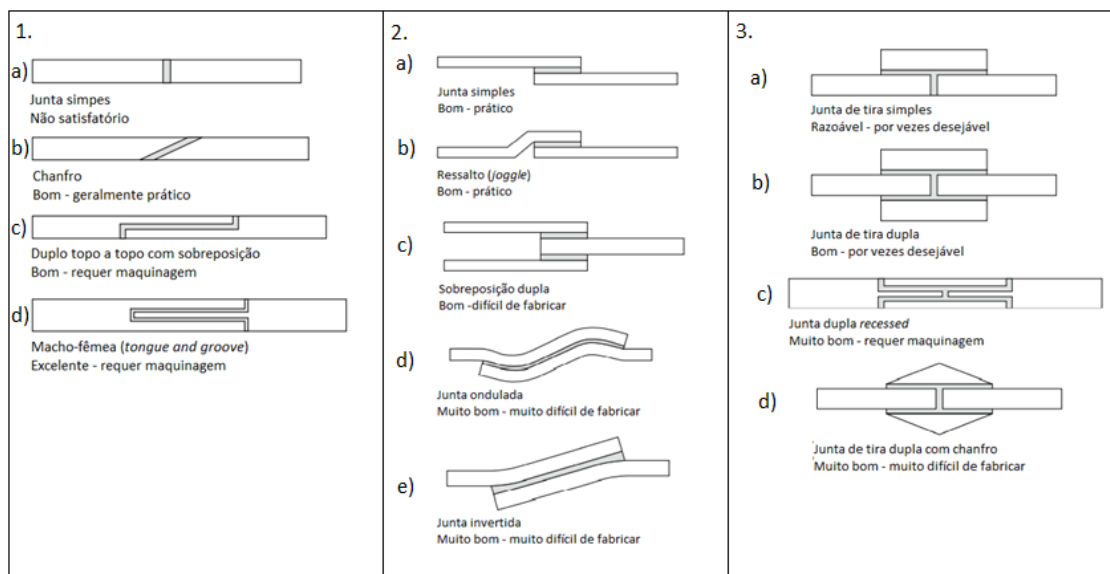 1.
a)
Junta simpes
Não satisfatório
b)
Chanfro
Bom - geralmente prático
c)
Duplo topo a topo com sobreposição
Bom - requer maquinagem
d)
Macho-fêmea (tongue and groove)
Excelente - requer maquinagem
2.
a)
Junta simples
Bom - prático
b)
Ressalto (joggle)
Bom - prático
c)
Sobreposição dupla
Bom -difícil de fabricar
d)
Junta ondulada
Muito bom - muito difícil de fabricar
e)
Junta invertida
Muito bom - muito difícil de fabricar
3.
a)
Junta de tira simples
Razoável - por vezes desejável
b)
Junta de tira dupla
Bom - por vezes desejável
c)
Junta dupla recessed
Muito bom - requer maquinagem
d)
Junta de tira dupla com chanfro
Muito bom - muito difícil de fabricar